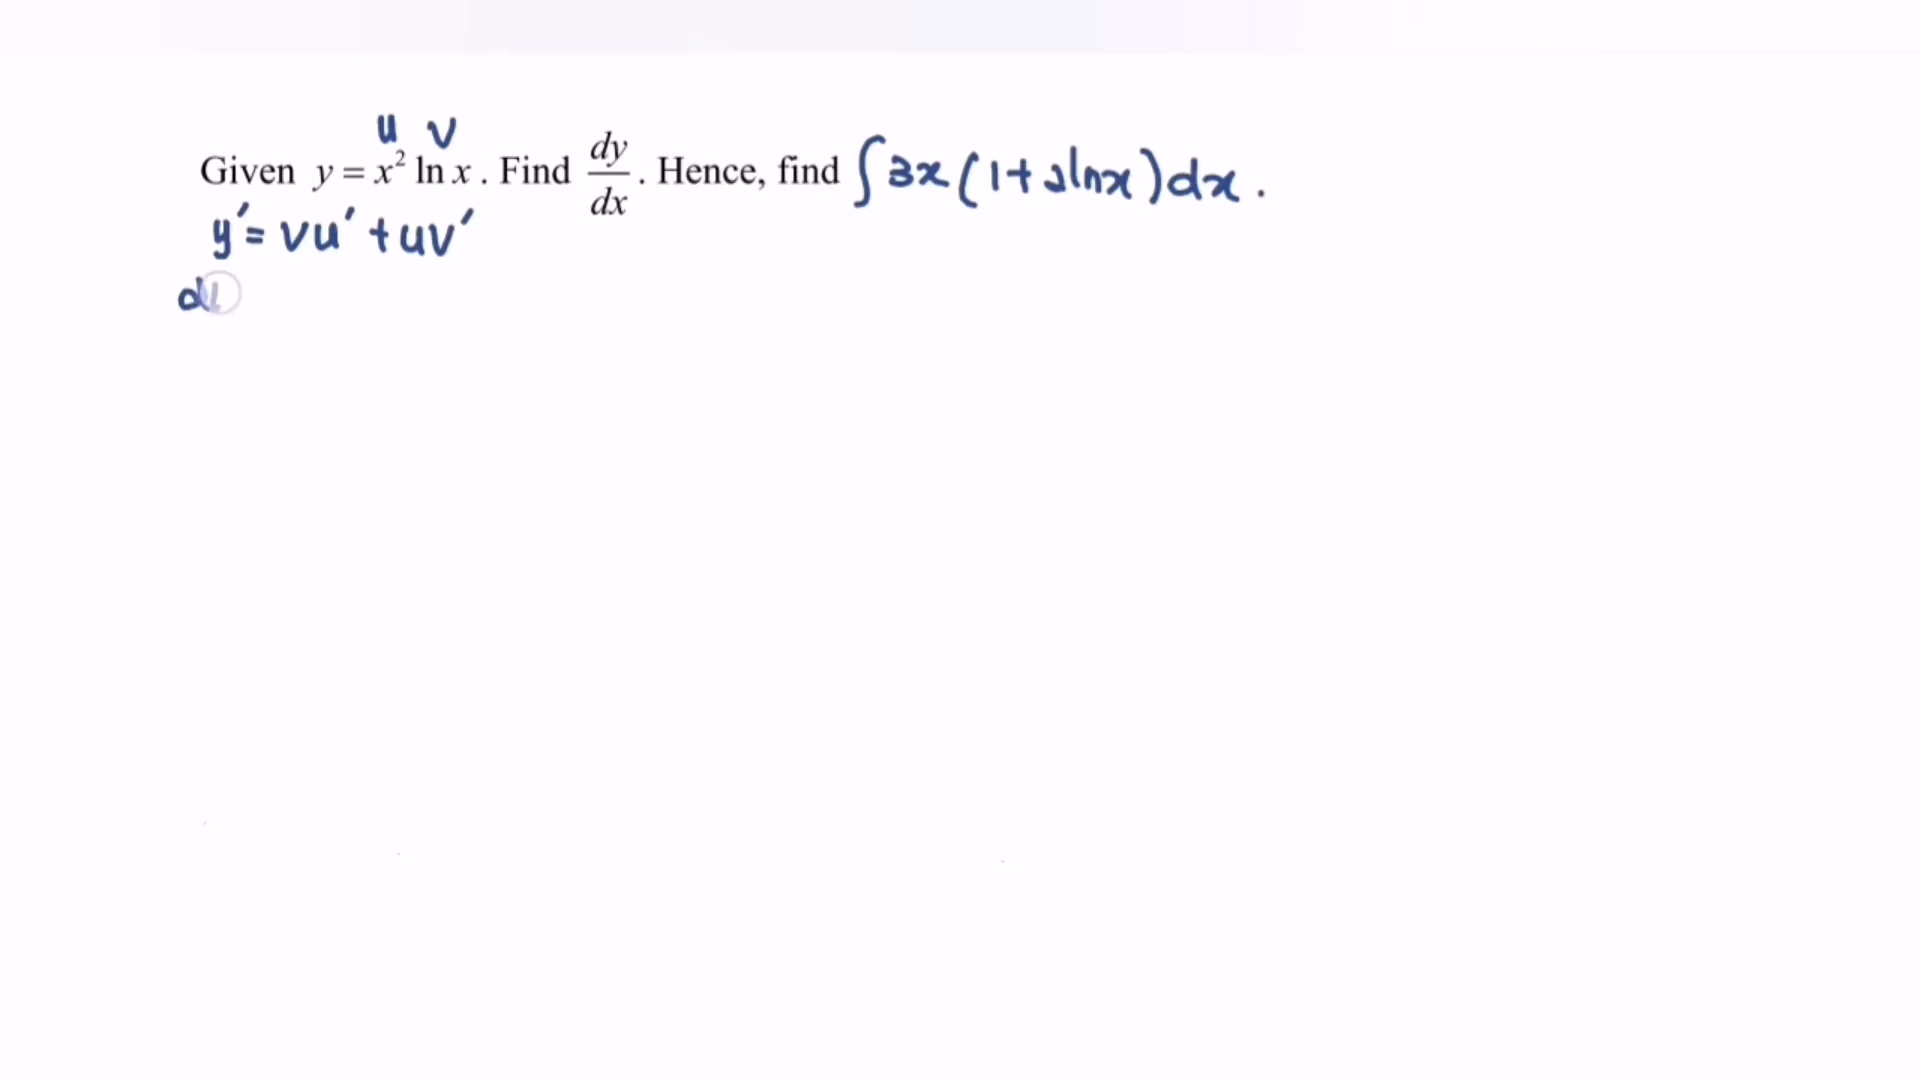 u v
Given y = x² ln x . Find dy/dx . Hence, find ∫3x(1+2lnx)dx .
y' = vu' + uv'
d